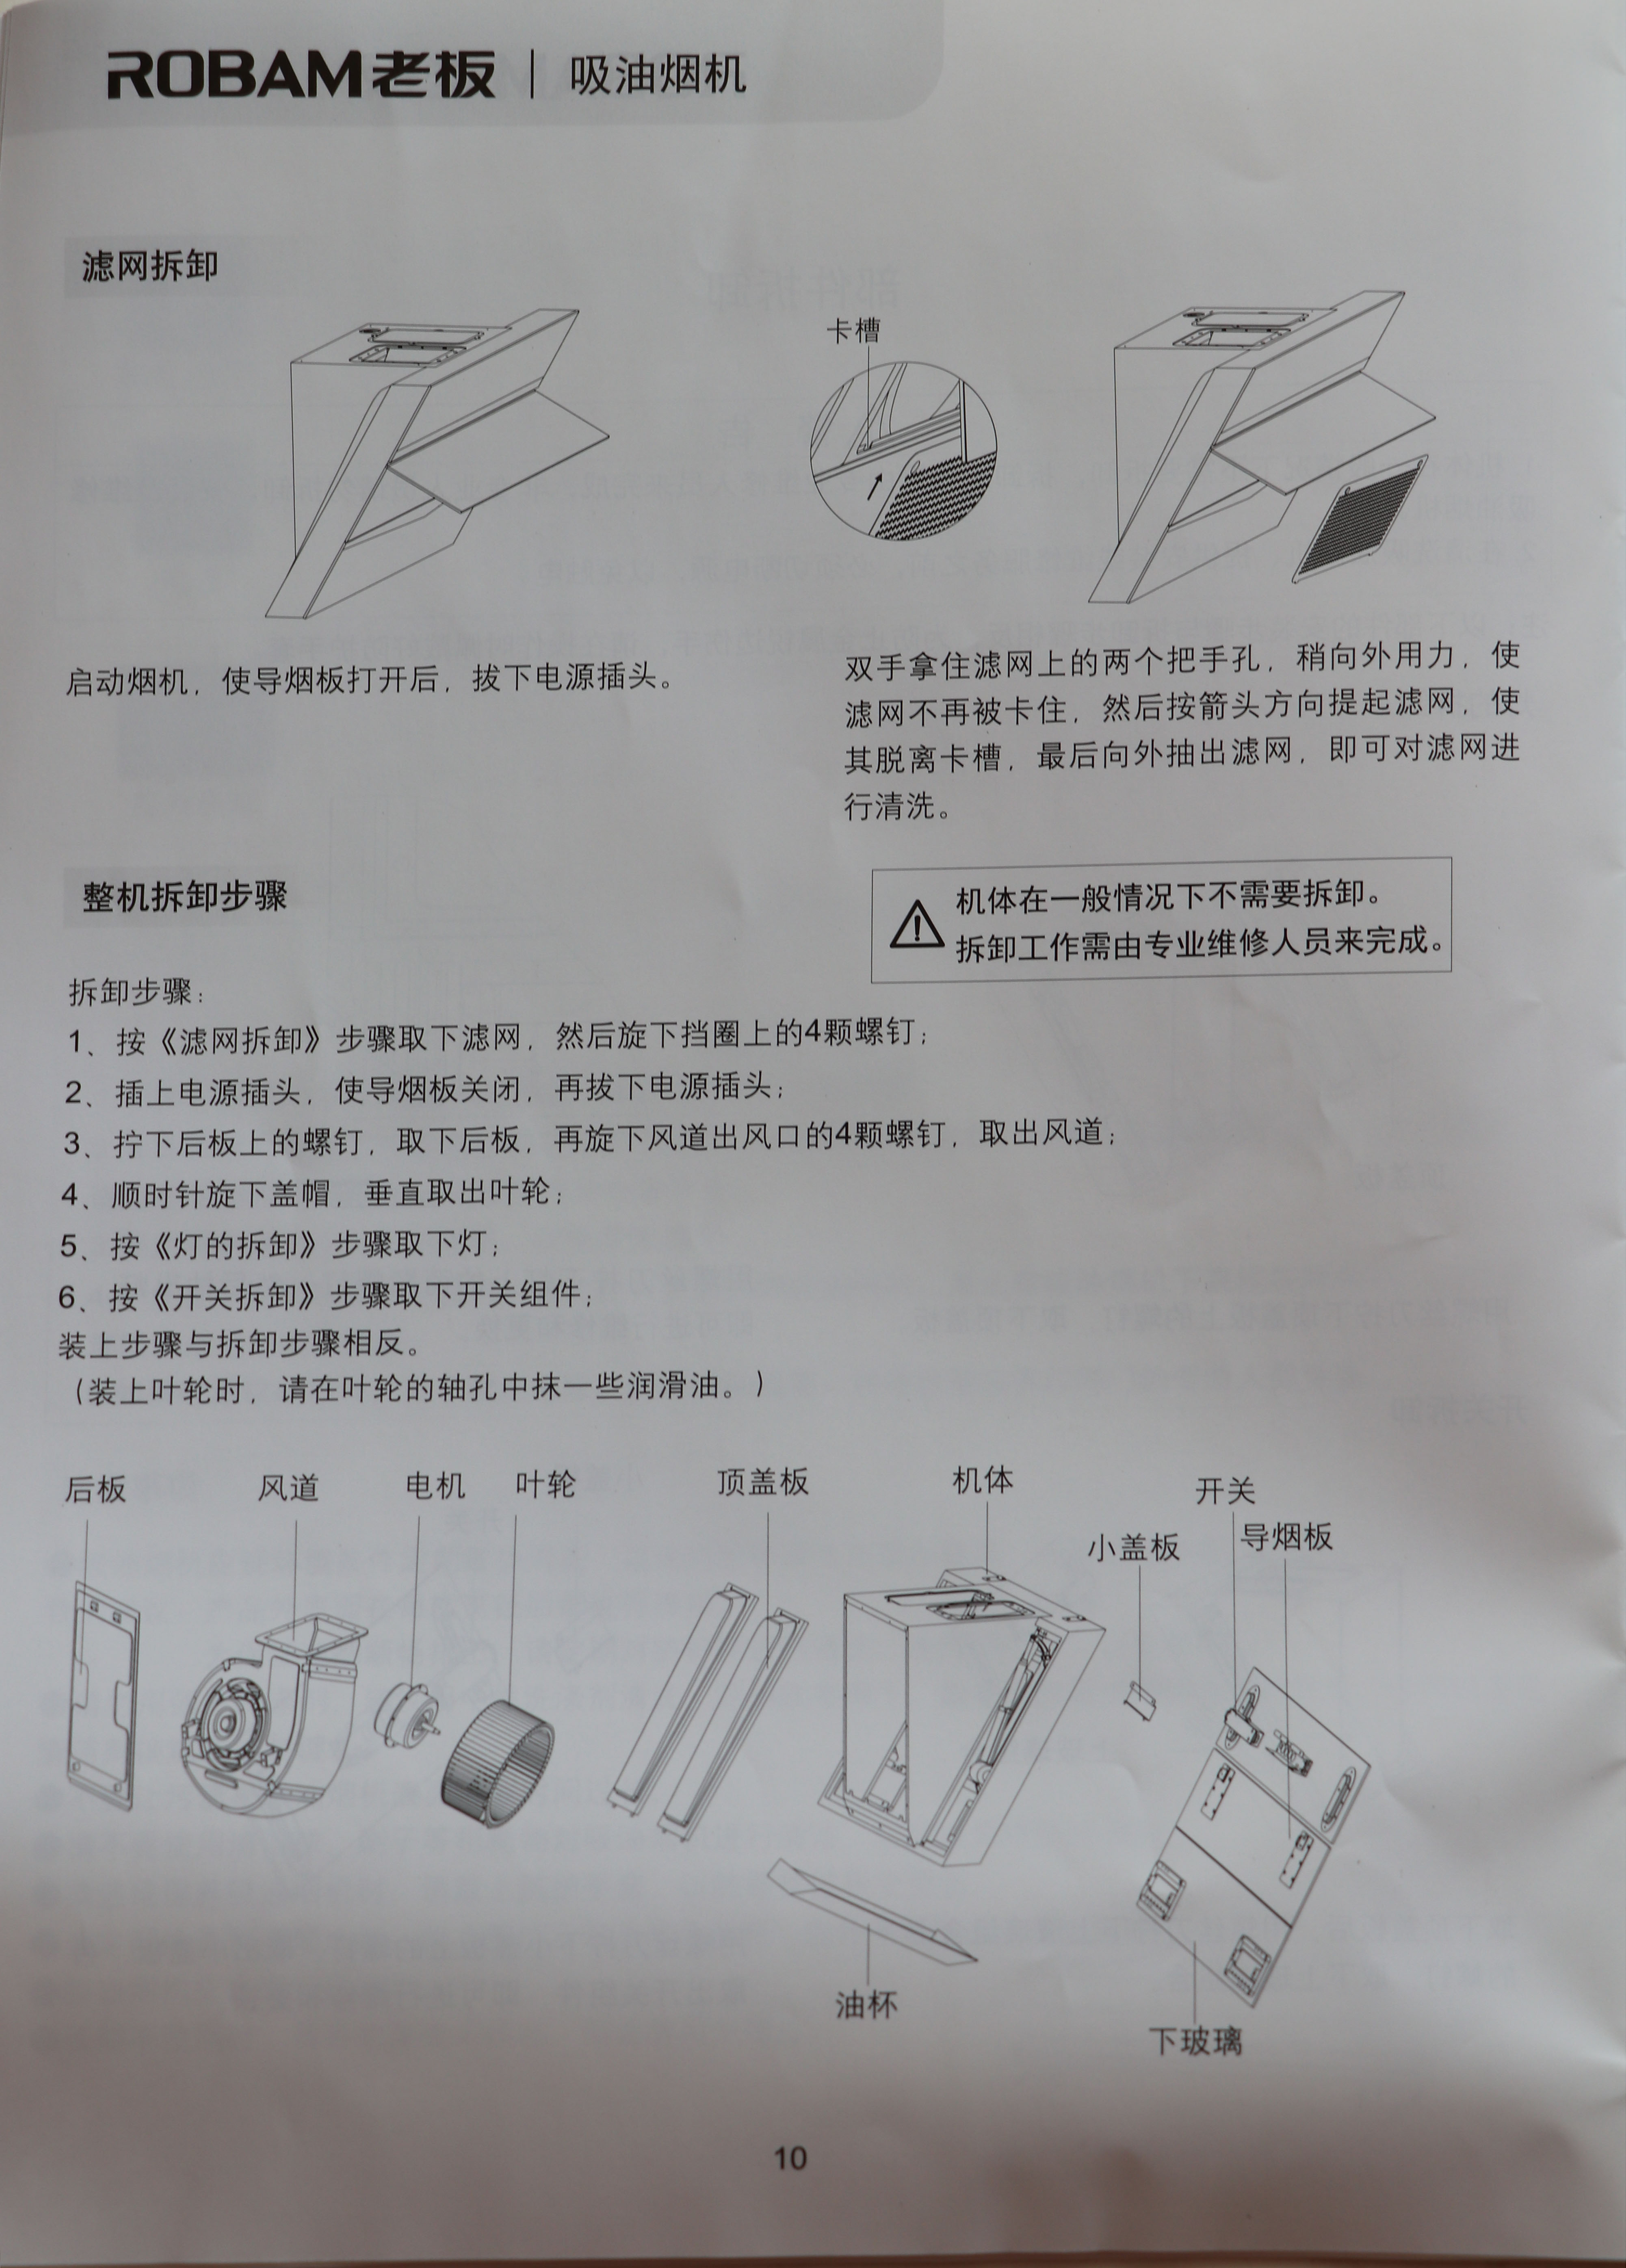 ROBAM老板 | 吸油烟机
滤网拆卸
卡槽
启动烟机，使导烟板打开后，拔下电源插头。
双手拿住滤网上的两个把手孔，稍向外用力，使
滤网不再被卡住，然后按箭头方向提起滤网，使
其脱离卡槽，最后向外抽出滤网，即可对滤网进
行清洗。
整机拆卸步骤
机体在一般情况下不需要拆卸。
拆卸工作需由专业维修人员来完成。
拆卸步骤：
1、按《滤网拆卸》步骤取下滤网，然后旋下挡圈上的4颗螺钉；
2、插上电源插头，使导烟板关闭，再拔下电源插头；
3、拧下后板上的螺钉，取下后板，再旋下风道出风口的4颗螺钉，取出风道；
4、顺时针旋下盖帽，垂直取出叶轮；
5、按《灯的拆卸》步骤取下灯；
6、按《开关拆卸》步骤取下开关组件；
装上步骤与拆卸步骤相反。
（装上叶轮时，请在叶轮的轴孔中抹一些润滑油。）
后板 风道 电机 叶轮 顶盖板 机体 开关
小盖板 导烟板
油杯
下玻璃
10